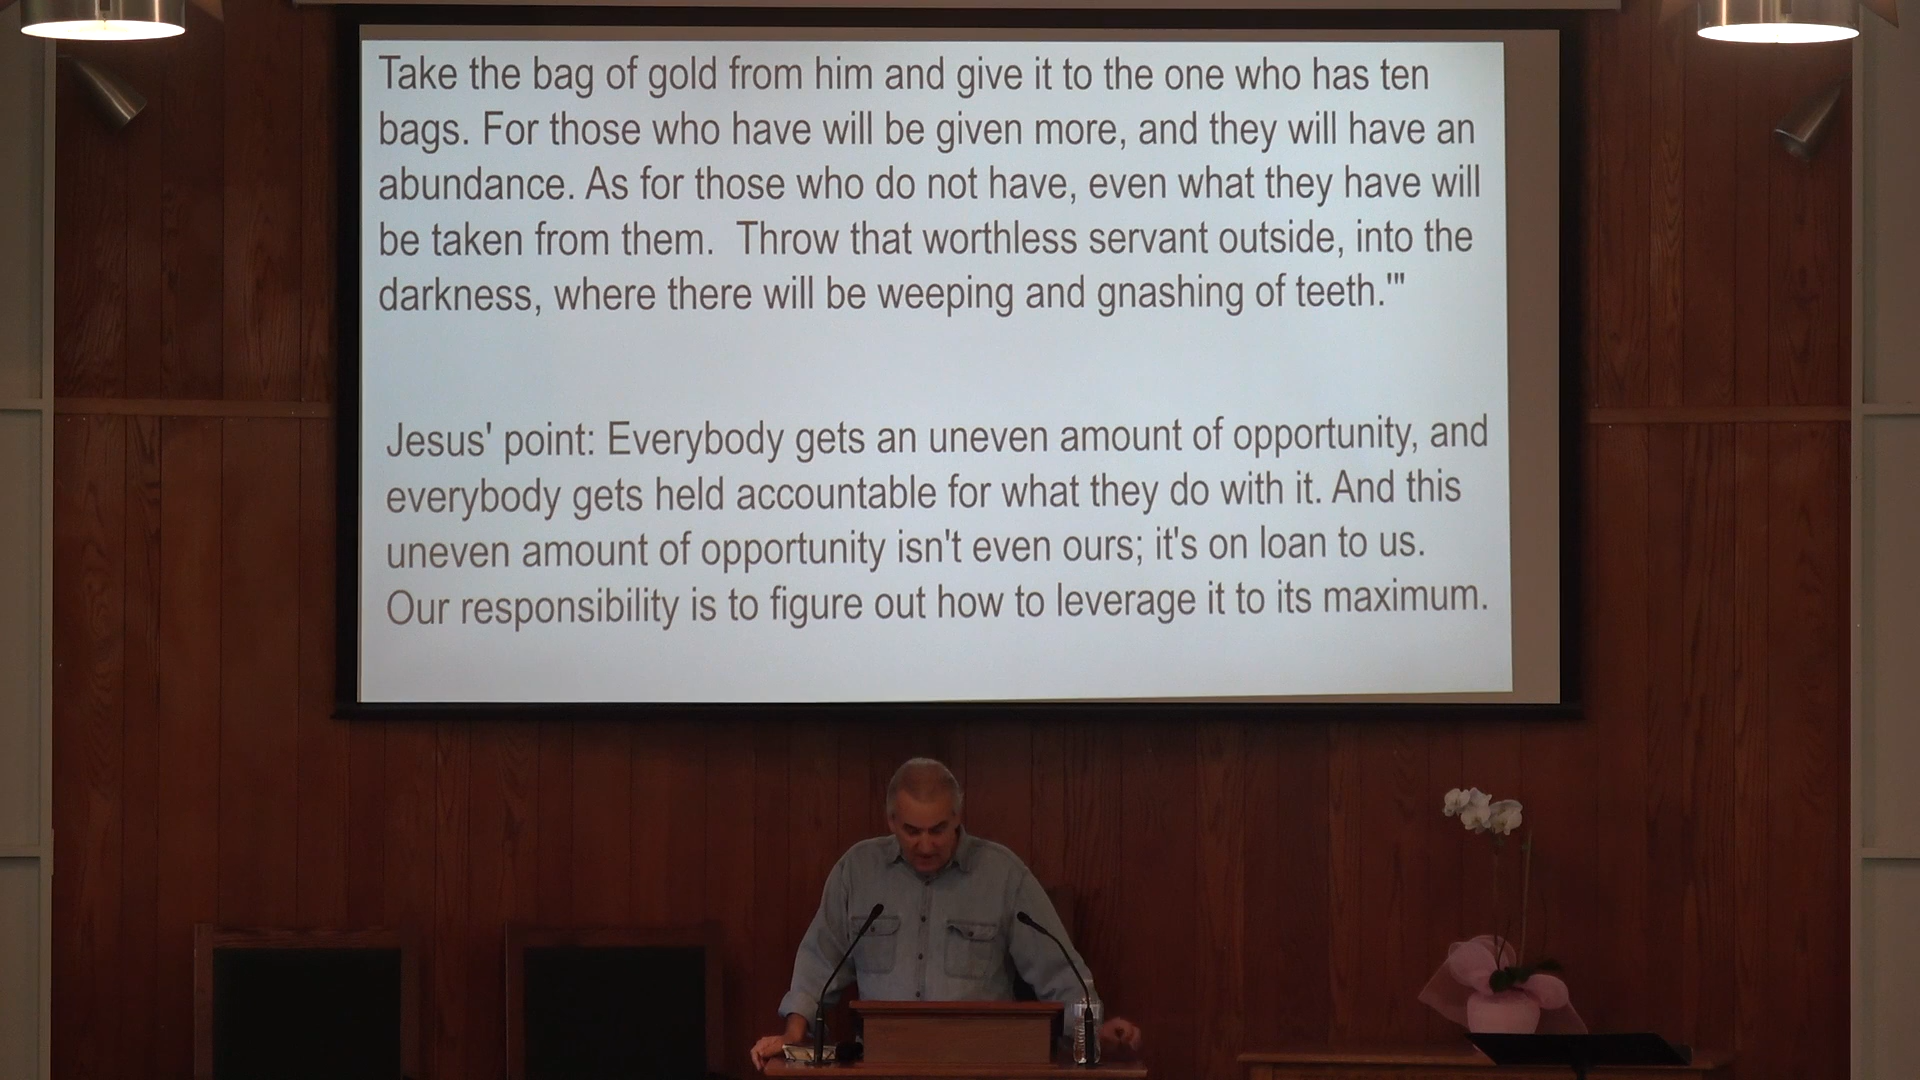 Take the bag of gold from him and give it to the one who has ten
bags. For those who have will be given more, and they will have an
abundance. As for those who do not have, even what they have will
be taken from them.  Throw that worthless servant outside, into the
darkness, where there will be weeping and gnashing of teeth.'"
Jesus' point: Everybody gets an uneven amount of opportunity, and
everybody gets held accountable for what they do with it. And this
uneven amount of opportunity isn't even ours; it's on loan to us.
Our responsibility is to figure out how to leverage it to its maximum.